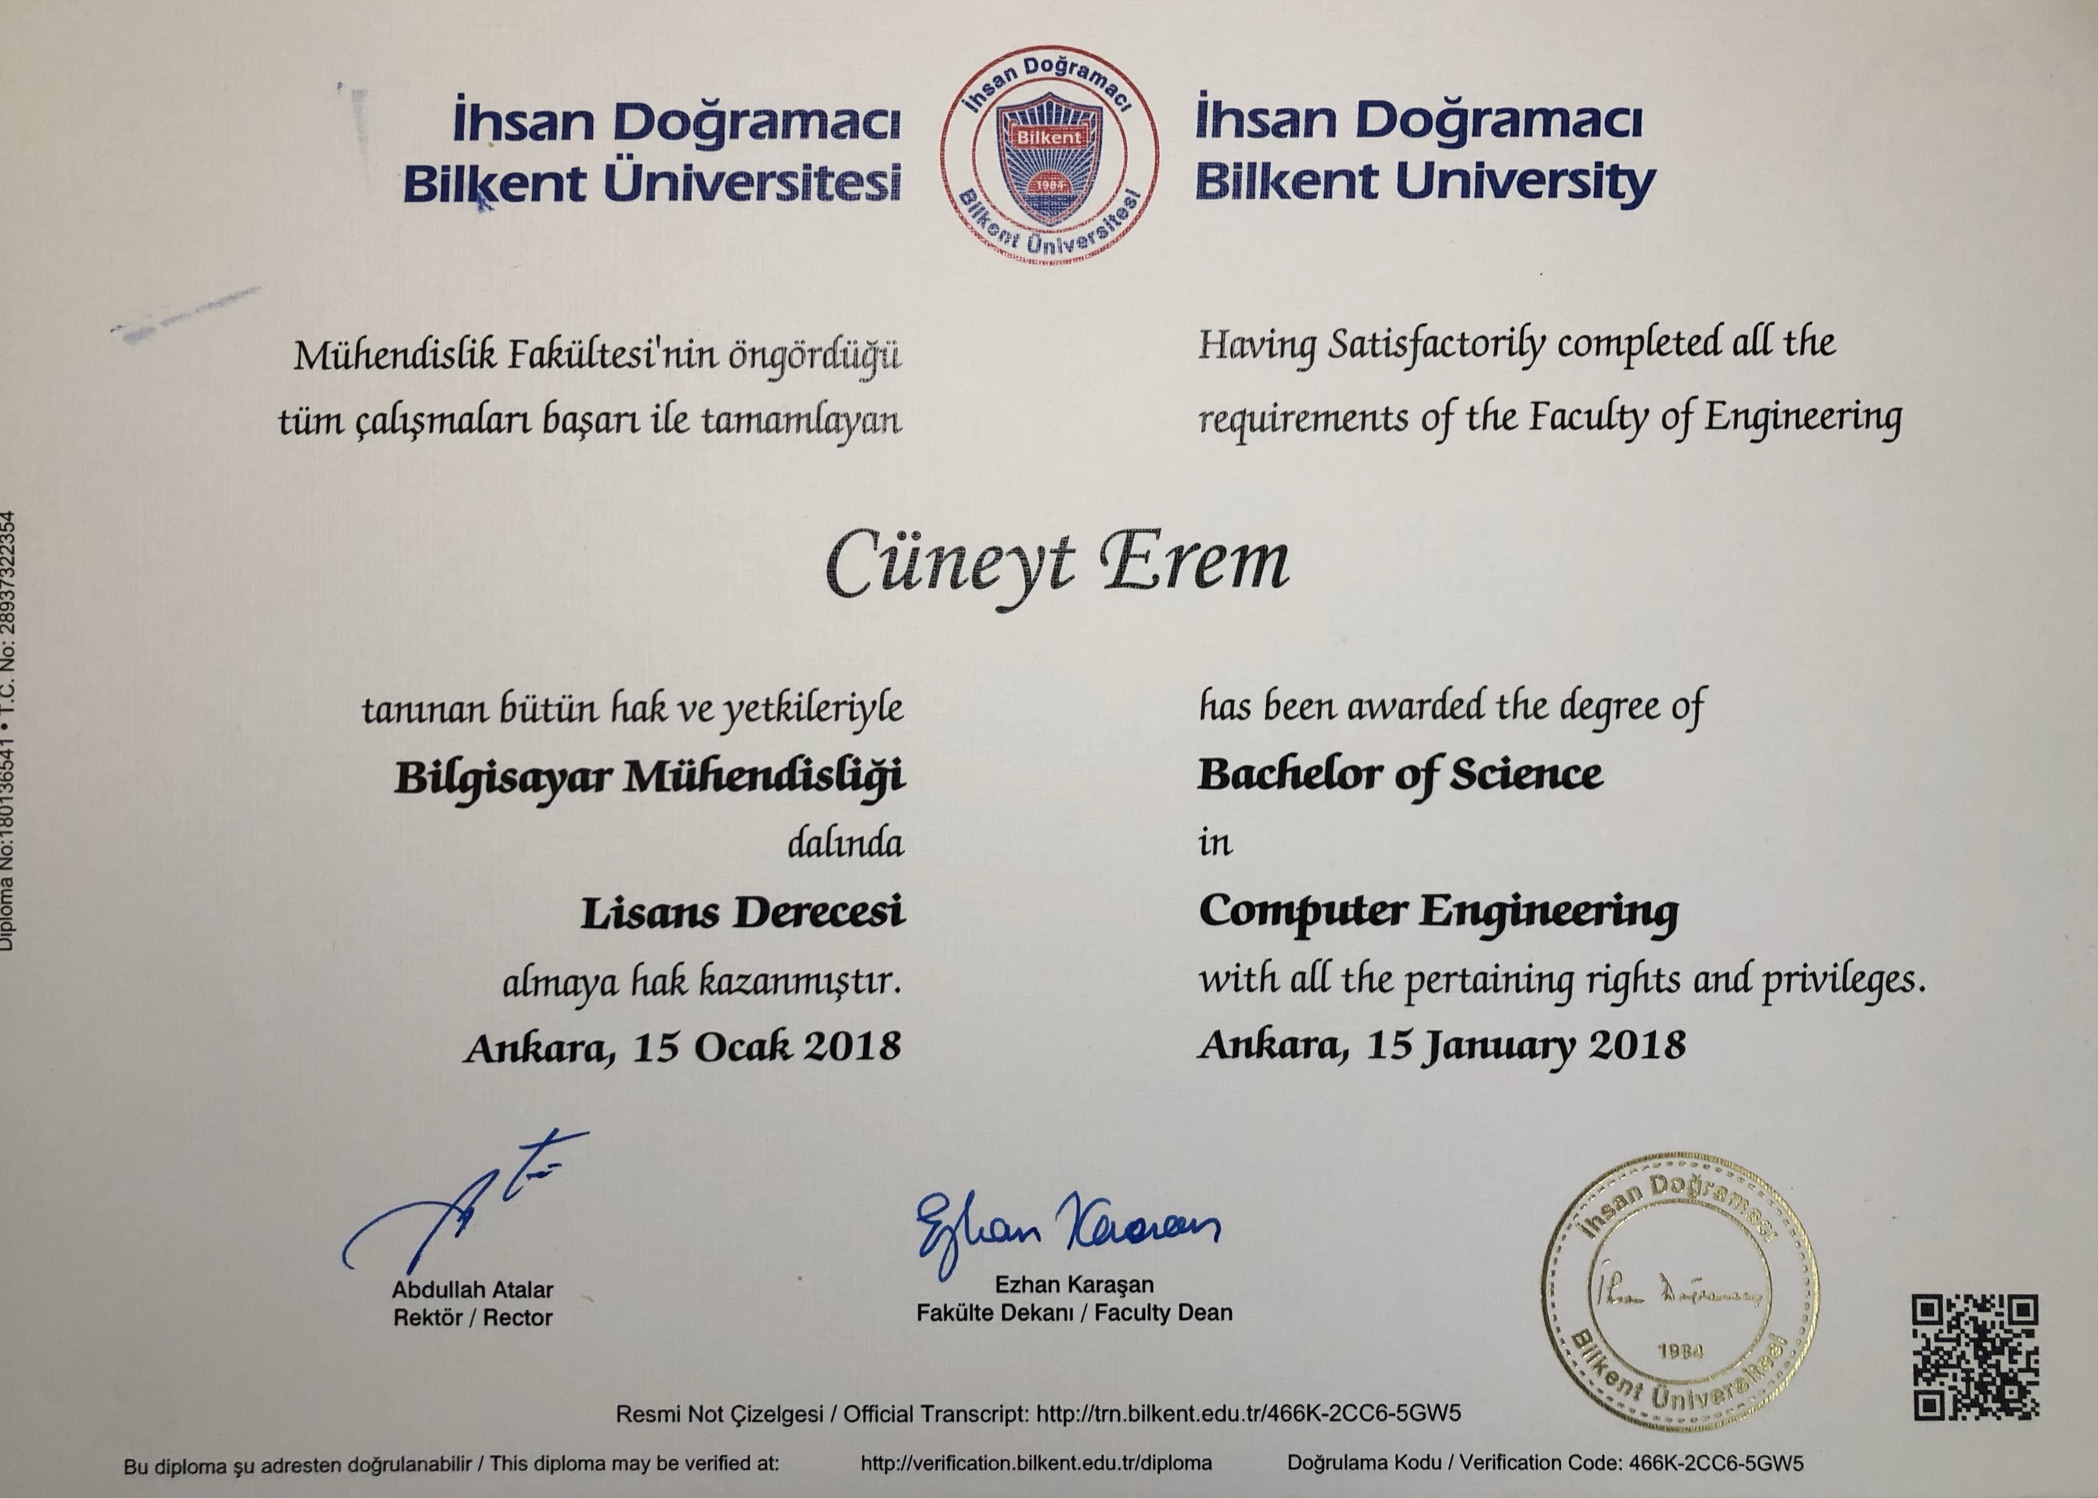 İhsan Doğramacı
Bilkent Üniversitesi
İhsan Doğramacı
Bilkent
1984
Bilkent Üniversitesi
İhsan Doğramacı
Bilkent University
Mühendislik Fakültesi'nin öngördüğü
tüm çalışmaları başarı ile tamamlayan
Having Satisfactorily completed all the
requirements of the Faculty of Engineering
Cüneyt Erem
tanınan bütün hak ve yetkileriyle
Bilgisayar Mühendisliği
dalında
Lisans Derecesi
almaya hak kazanmıştır.
Ankara, 15 Ocak 2018
has been awarded the degree of
Bachelor of Science
in
Computer Engineering
with all the pertaining rights and privileges.
Ankara, 15 January 2018
Diploma No:1801136541 • T.C. No: 28937322354
Abdullah Atalar
Rektör / Rector
Ezhan Karaşan
Ezhan Karaşan
Fakülte Dekanı / Faculty Dean
İhsan Doğramacı
İhsan Doğramacı
1984
Bilkent Üniversitesi
Resmi Not Çizelgesi / Official Transcript: http://trn.bilkent.edu.tr/466K-2CC6-5GW5
Bu diploma şu adresten doğrulanabilir / This diploma may be verified at: http://verification.bilkent.edu.tr/diploma Doğrulama Kodu / Verification Code: 466K-2CC6-5GW5